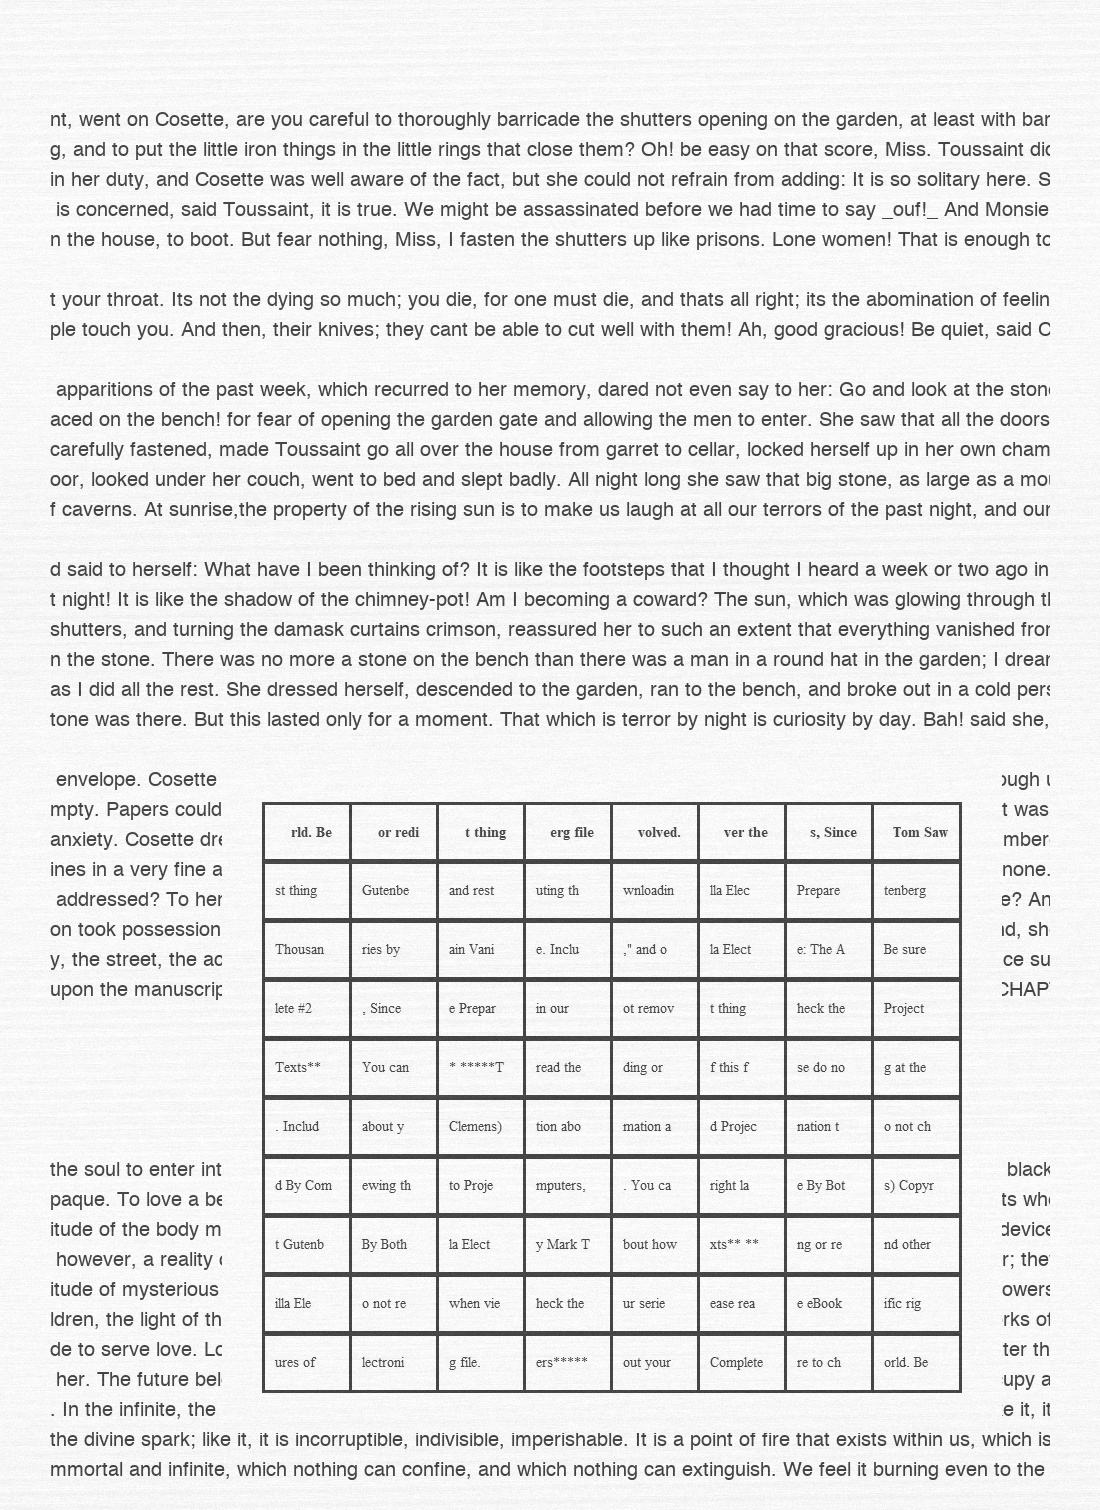 nt, went on Cosette, are you careful to thoroughly barricade the shutters opening on the garden, at least with bar
g, and to put the little iron things in the little rings that close them? Oh! be easy on that score, Miss. Toussaint
in her duty, and Cosette was well aware of the fact, but she could not refrain from adding: It is so solitary here. S
is concerned, said Toussaint, it is true. We might be assassinated before we had time to say _ouf!_ And Monsie
n the house, to boot. But fear nothing, Miss, I fasten the shutters up like prisons. Lone women! That is enough to
t your throat. Its not the dying so much; you die, for one must die, and thats all right; its the abomination of feelin
ple touch you. And then, their knives; they cant be able to cut well with them! Ah, good gracious! Be quiet, said C
apparitions of the past week, which recurred to her memory, dared not even say to her: Go and look at the stone
aced on the bench! for fear of opening the garden gate and allowing the men to enter. She saw that all the doors
carefully fastened, made Toussaint go all over the house from garret to cellar, locked herself up in her own cham
oor, looked under her couch, went to bed and slept badly. All night long she saw that big stone, as large as a
f caverns. At sunrise,the property of the rising sun is to make us laugh at all our terrors of the past night, and our
d said to herself: What have I been thinking of? It is like the footsteps that I thought I heard a week or two ago in
t night! It is like the shadow of the chimney-pot! Am I becoming a coward? The sun, which was glowing through
shutters, and turning the damask curtains crimson, reassured her to such an extent that everything vanished
n the stone. There was no more a stone on the bench than there was a man in a round hat in the garden; I
as I did all the rest. She dressed herself, descended to the garden, ran to the bench, and broke out in a cold pers
tone was there. But this lasted only for a moment. That which is terror by night is curiosity by day. Bah! said she,
envelope. Cosette ough
mpty. Papers could t was
rld. Be or redi t thing erg file volved. ver the s, Since Tom Saw
anxiety. Cosette mber
ines in a very fine a none.
st thing Gutenbe and rest uting th wnloadin lla Elec Prepare tenberg
addressed? To her e? An
on took possession nd, sh
Thousan ries by ain Vani e. Inclu ," and o la Elect e: The A Be sure
y, the street, the ce su
upon the manuscrip CHAP
lete #2 , Since e Prepar in our ot remov t thing heck the Project
Texts** You can * *****T read the ding or f this f se do no g at the
. Includ about y Clemens) tion abo mation a d Projec nation t o not ch
the soul to enter int black
d By Com ewing th to Proje mputers, . You ca right la e By Bot s) Copyr
paque. To love a be ts
itude of the body m device
t Gutenb By Both la Elect y Mark T bout how xts** ** ng or re nd other
however, a reality r; they
itude of mysterious owers
illa Ele o not re when vie heck the ur serie ease rea e eBook ific rig
ldren, the light of th rks of
de to serve love. ter th
ures of lectroni g file. ers***** out your Complete re to ch orld. Be
her. The future upy a
. In the infinite, the e it, it
the divine spark; like it, it is incorruptible, indivisible, imperishable. It is a point of fire that exists within us, which is
mmortal and infinite, which nothing can confine, and which nothing can extinguish. We feel it burning even to the